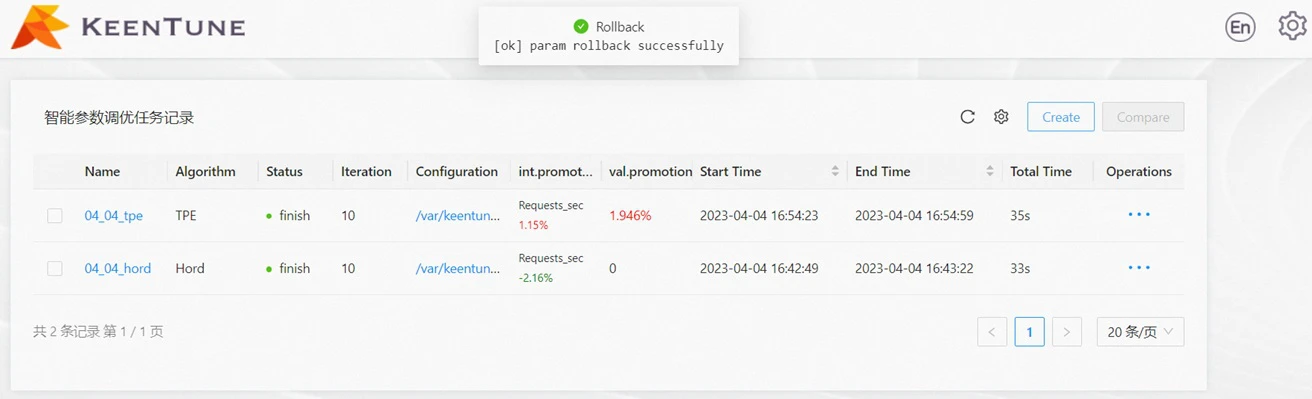 KEENTUNE
Rollback
[ok] param rollback successfully
En
智能参数调优任务记录
Create
Compare
Name Algorithm Status Iteration Configuration int.promot... val.promotion Start Time End Time Total Time Operations
04_04_tpe TPE finish 10 /var/keentun... Requests_sec 1.946% 2023-04-04 16:54:23 2023-04-04 16:54:59 35s
1.15%
04_04_hord Hord finish 10 /var/keentun... Requests_sec 0 2023-04-04 16:42:49 2023-04-04 16:43:22 33s
-2.16%
共 2 条记录 第 1 / 1 页
< 1 > 20 条/页